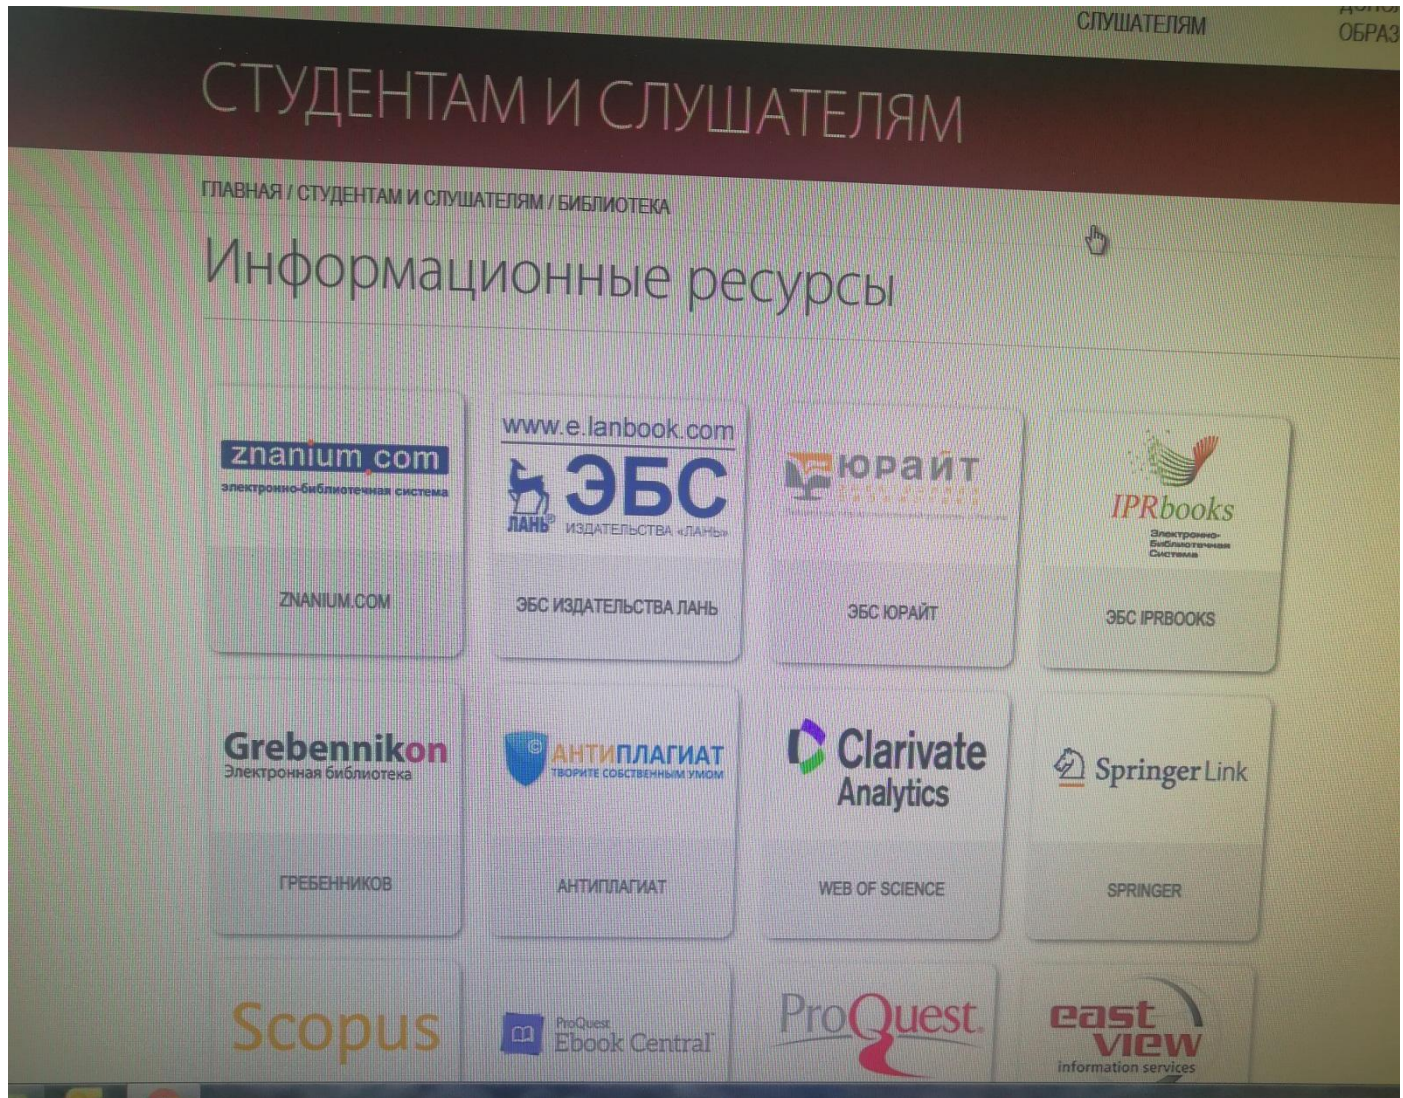 СЛУШАТЕЛЯМ
ОБРАЗ
СТУДЕНТАМ И СЛУШАТЕЛЯМ
ГЛАВНАЯ / СТУДЕНТАМ И СЛУШАТЕЛЯМ / БИБЛИОТЕКА
Информационные ресурсы
znanium.com
электронно-библиотечная система
ZNANIUM.COM
www.e.lanbook.com
ЭБС
ЛАНЬ®
ИЗДАТЕЛЬСТВА «ЛАНЬ»
ЭБС ИЗДАТЕЛЬСТВА ЛАНЬ
юрайт
ЭБС ЮРАЙТ
IPRbooks
Электронно-
Библиотечная
Система
ЭБС IPRBOOKS
Grebennikon
Электронная библиотека
ГРЕБЕННИКОВ
©
АНТИПЛАГИАТ
ТВОРИТЕ СОБСТВЕННЫМ УМОМ
АНТИПЛАГИАТ
Clarivate
Analytics
WEB OF SCIENCE
Springer Link
SPRINGER
Scopus
ProQuest
Ebook Central™
ProQuest.
east
view
information services